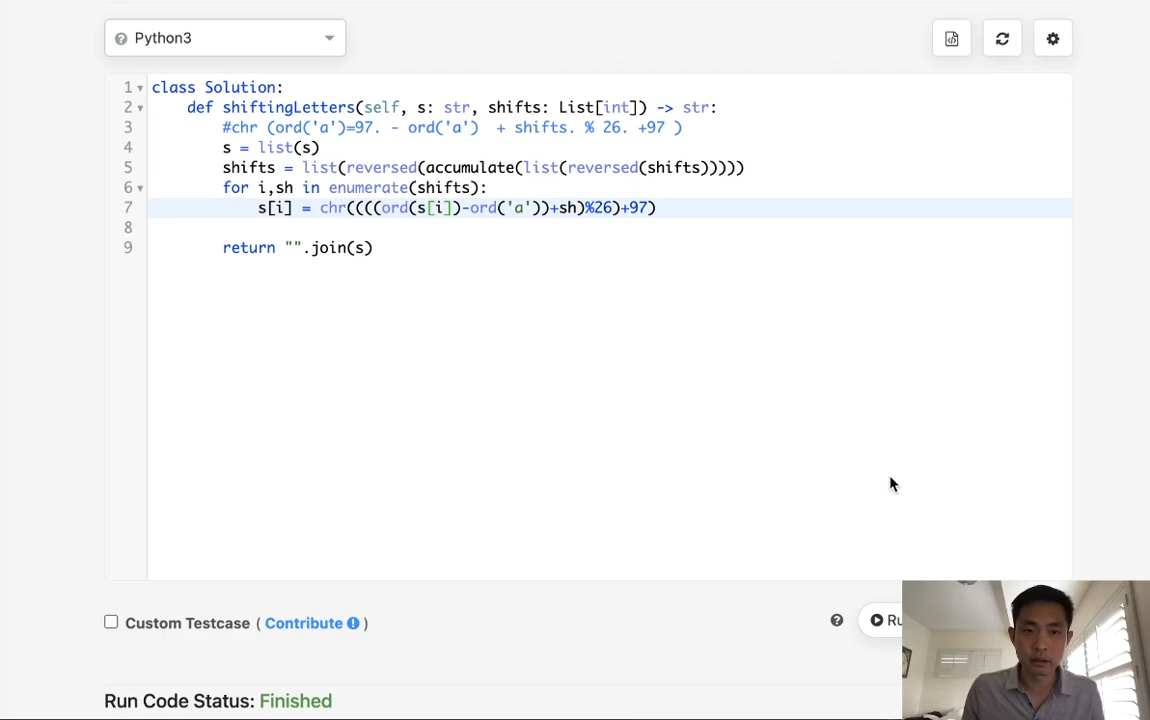 Python3
1 class Solution:
2 def shiftingLetters(self, s: str, shifts: List[int]) -> str:
3 #chr (ord('a')=97. - ord('a')  + shifts. % 26. +97 )
4 s = list(s)
5 shifts = list(reversed(accumulate(list(reversed(shifts)))))
6 for i,sh in enumerate(shifts):
7 s[i] = chr((((ord(s[i])-ord('a'))+sh)%26)+97)
8
9 return "".join(s)
Custom Testcase ( Contribute )
Run Code Status: Finished